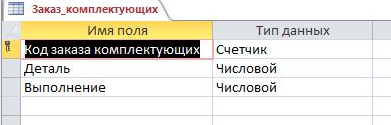 Заказ_комплектующих
Имя поля Тип данных
Код заказа комплектующих Счетчик
Деталь Числовой
Выполнение Числовой